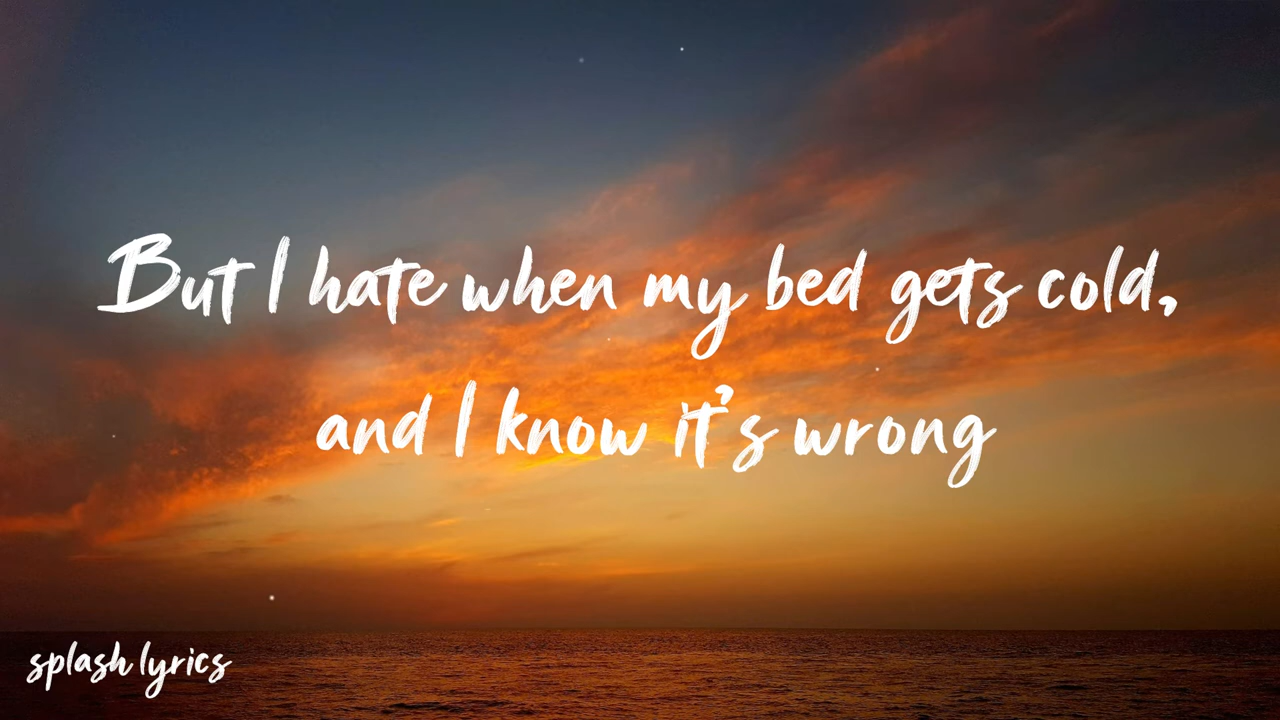 But I hate when my bed gets cold,
and I know it's wrong
splash lyrics